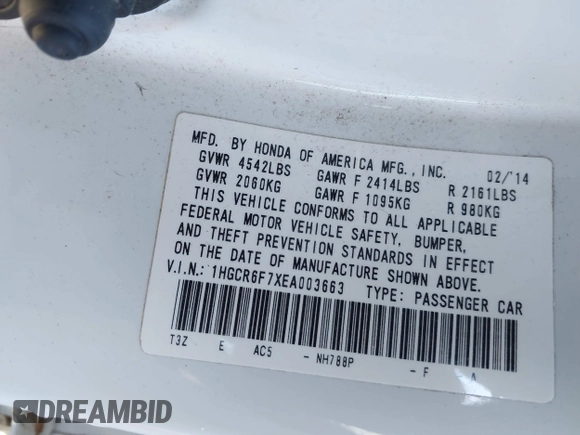 MFD. BY HONDA OF AMERICA MFG., INC. 02/'14
GVWR 4542LBS GAWR F 2414LBS R 2161LBS
GVWR 2060KG GAWR F 1095KG R 980KG
THIS VEHICLE CONFORMS TO ALL APPLICABLE
FEDERAL MOTOR VEHICLE SAFETY, BUMPER,
AND THEFT PREVENTION STANDARDS IN EFFECT
ON THE DATE OF MANUFACTURE SHOWN ABOVE.
V.I.N.: 1HGCR6F7XEA003663 TYPE: PASSENGER CAR
T3Z E AC5 - NH788P - F A
DREAMBID